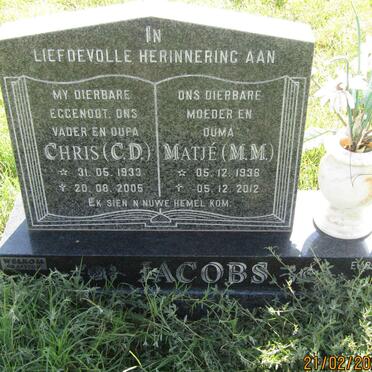 IN
LIEFDEVOLLE HERINNERING AAN
MY DIERBARE
EGGENOOT, ONS
VADER EN OUPA
CHRIS (C.D.)
☆ 31.05.1933
✝ 20.08.2005
ONS DIERBARE
MOEDER EN
OUMA
MATJÉ (M.M.)
☆ 05.12.1936
✝ 05.12.2012
EK SIEN N NUWE HEMEL KOM.
JACOBS
WELKOM
21/02/20